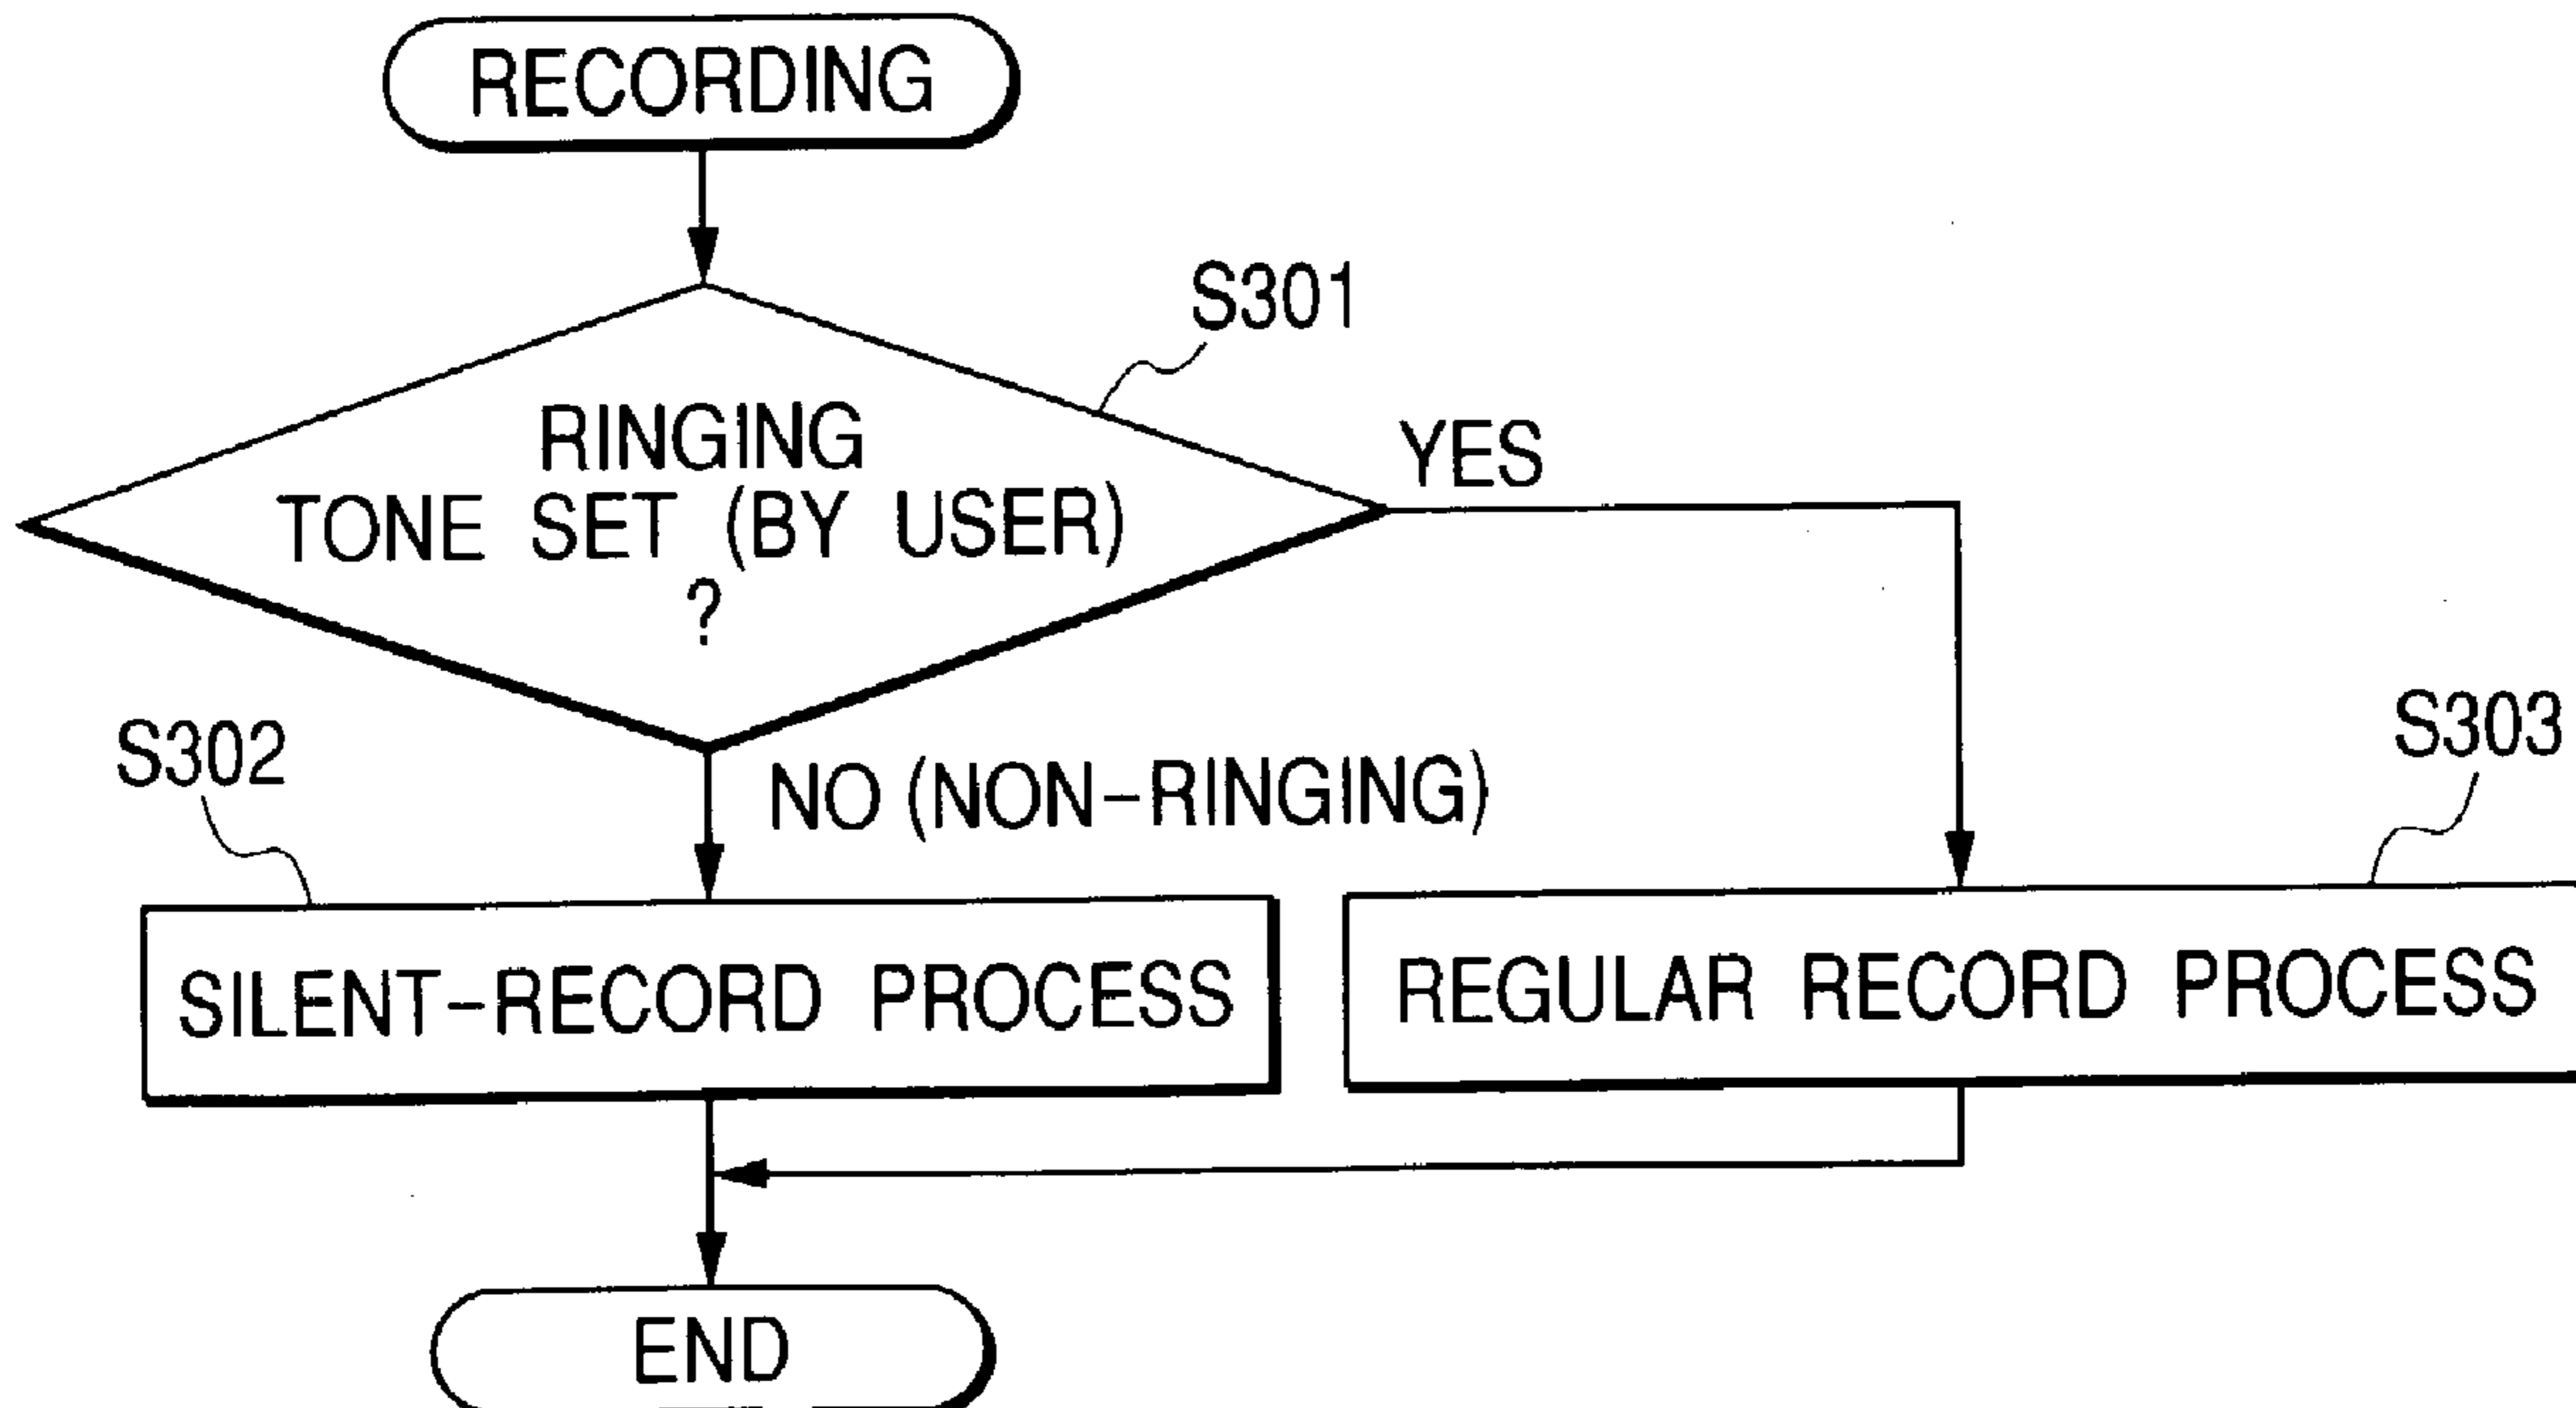 RECORDING
S301
RINGING
TONE SET (BY USER)
?
YES
NO (NON-RINGING)
S302
S303
SILENT-RECORD PROCESS
REGULAR RECORD PROCESS
END